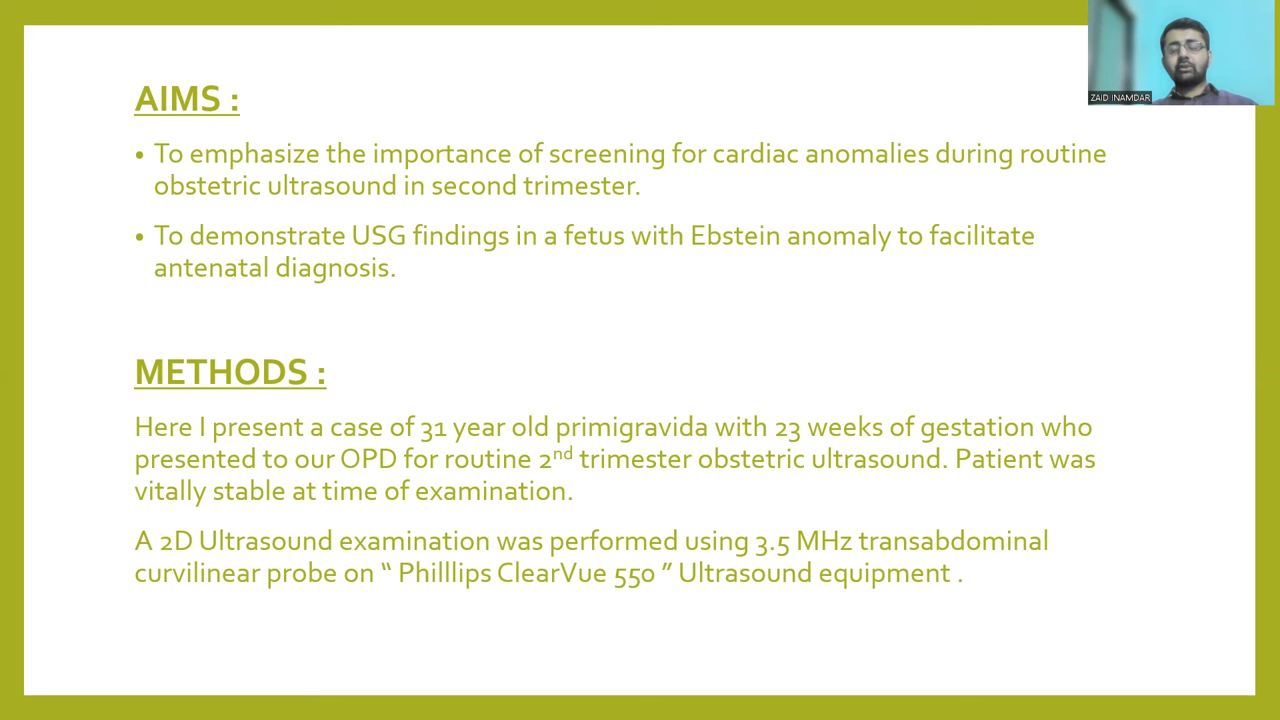 ZAID INAMDAR
AIMS :
• To emphasize the importance of screening for cardiac anomalies during routine
obstetric ultrasound in second trimester.
• To demonstrate USG findings in a fetus with Ebstein anomaly to facilitate
antenatal diagnosis.
METHODS :
Here I present a case of 31 year old primigravida with 23 weeks of gestation who
presented to our OPD for routine 2nd trimester obstetric ultrasound. Patient was
vitally stable at time of examination.
A 2D Ultrasound examination was performed using 3.5 MHz transabdominal
curvilinear probe on “ Philllips ClearVue 550 ” Ultrasound equipment .